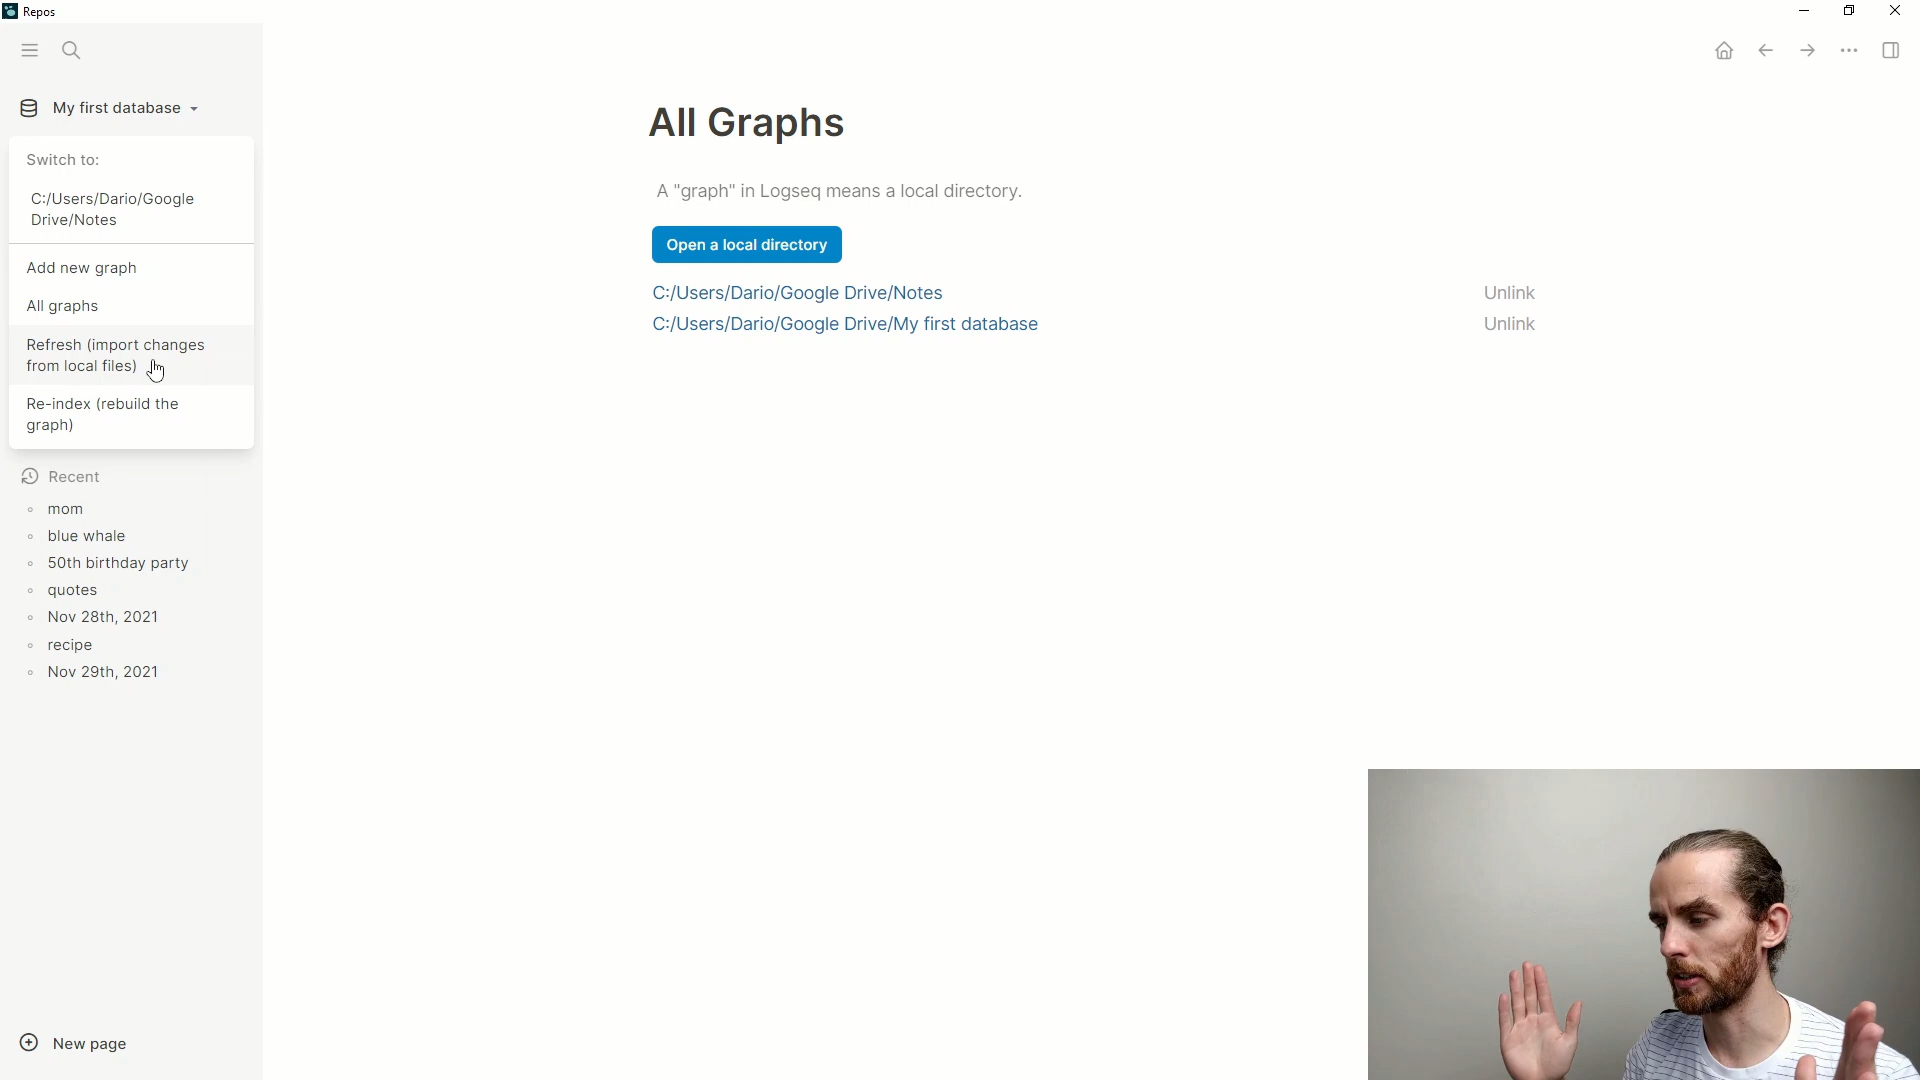 Repos
My first database
Switch to:
C:/Users/Dario/Google
Drive/Notes
Add new graph
All graphs
Refresh (import changes
from local files)
Re-index (rebuild the
graph)
Recent
mom
blue whale
50th birthday party
quotes
Nov 28th, 2021
recipe
Nov 29th, 2021
New page
All Graphs
A "graph" in Logseq means a local directory.
Open a local directory
C:/Users/Dario/Google Drive/Notes Unlink
C:/Users/Dario/Google Drive/My first database Unlink